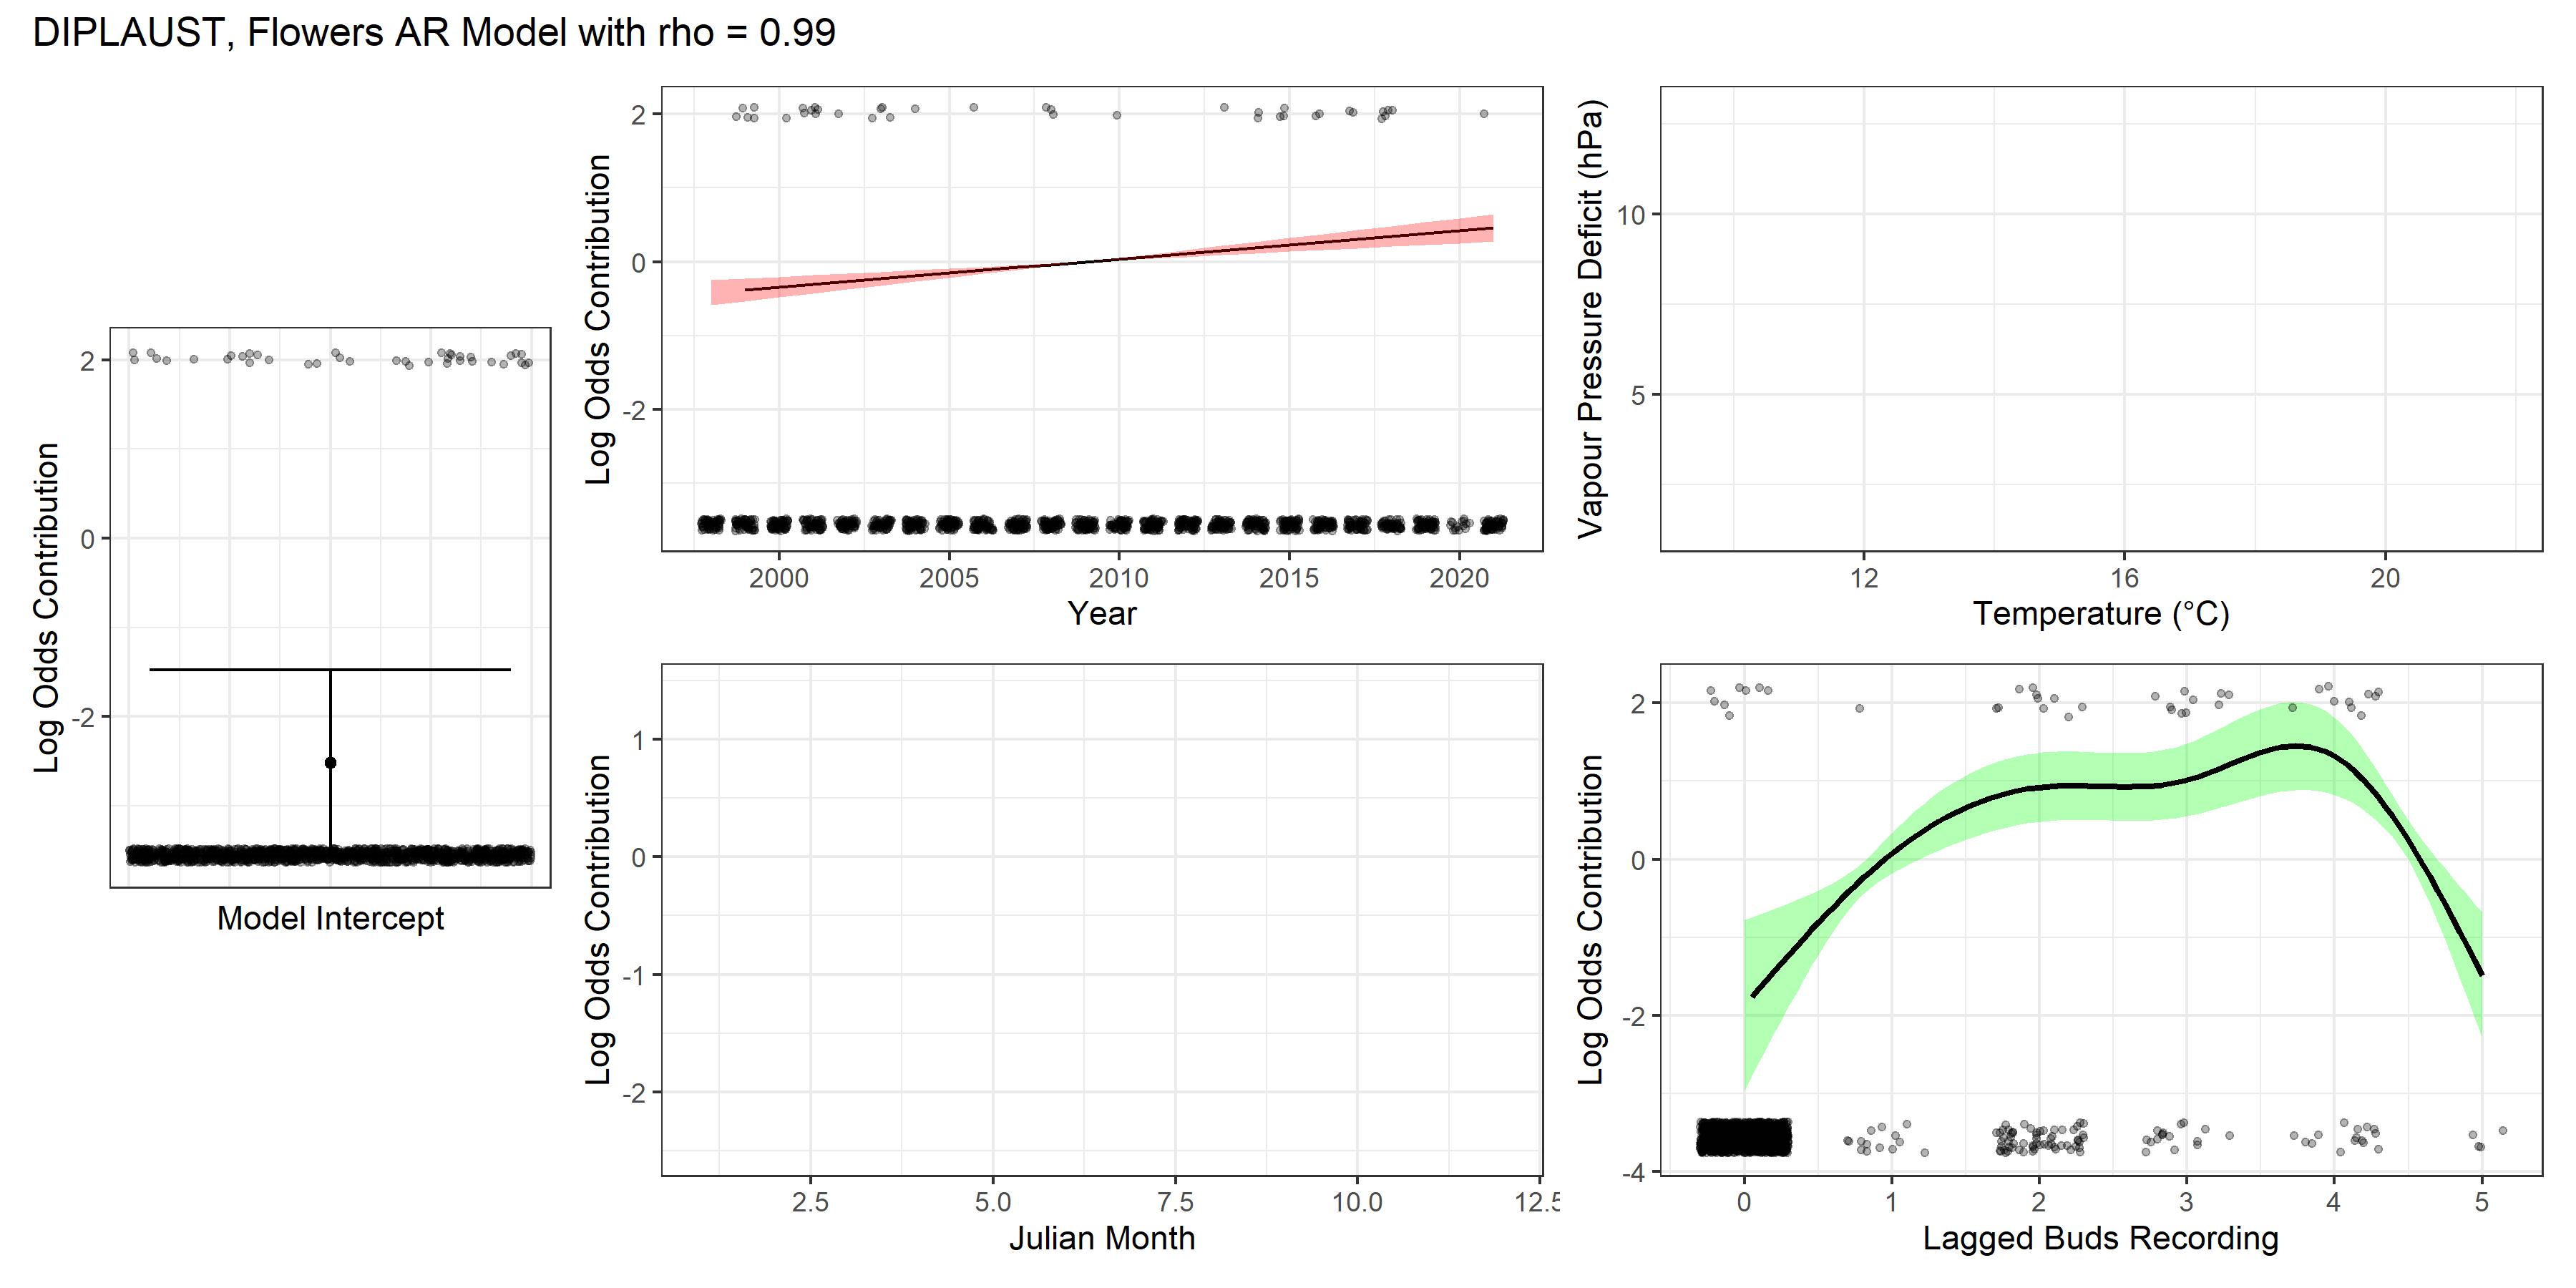 DIPLAUST, Flowers AR Model with rho = 0.99
Log Odds Contribution
2
0
-2
Model Intercept
Log Odds Contribution
2
0
-2
2000 2005 2010 2015 2020
Year
Vapour Pressure Deficit (hPa)
10
5
12 16 20
Temperature (°C)
Log Odds Contribution
1
0
-1
-2
2.5 5.0 7.5 10.0 12.5
Julian Month
Log Odds Contribution
2
0
-2
-4
0 1 2 3 4 5
Lagged Buds Recording